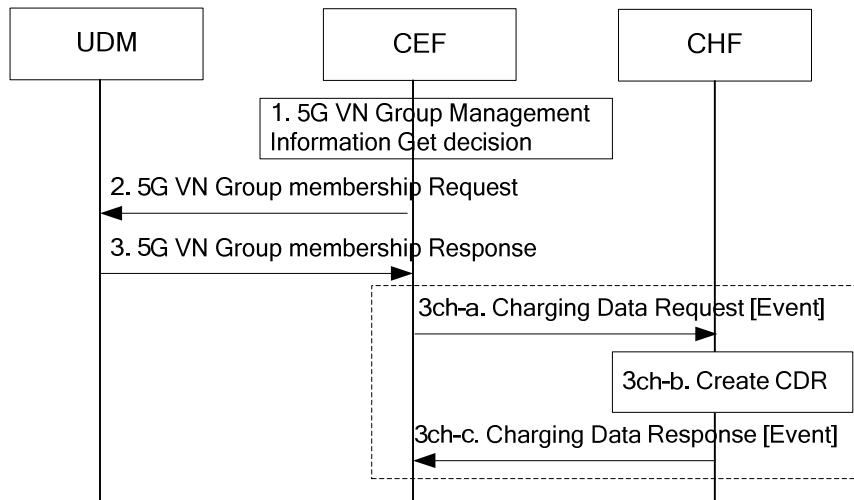 UDM
CEF
CHF
1. 5G VN Group Management
Information Get decision
2. 5G VN Group membership Request
3. 5G VN Group membership Response
3ch-a. Charging Data Request [Event]
3ch-b. Create CDR
3ch-c. Charging Data Response [Event]